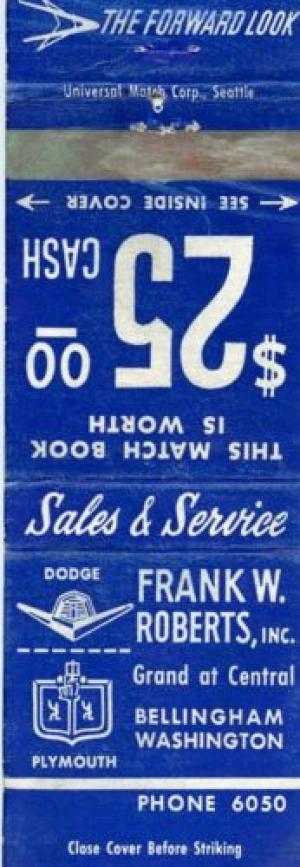 THE FORWARD LOOK
Universal Match Corp., Seattle
THIS MATCH BOOK
IS WORTH
$25 00
CASH
← SEE INSIDE COVER →
Sales & Service
DODGE
FRANK W.
ROBERTS, INC.
Grand at Central
PLYMOUTH
BELLINGHAM
WASHINGTON
PHONE 6050
Close Cover Before Striking